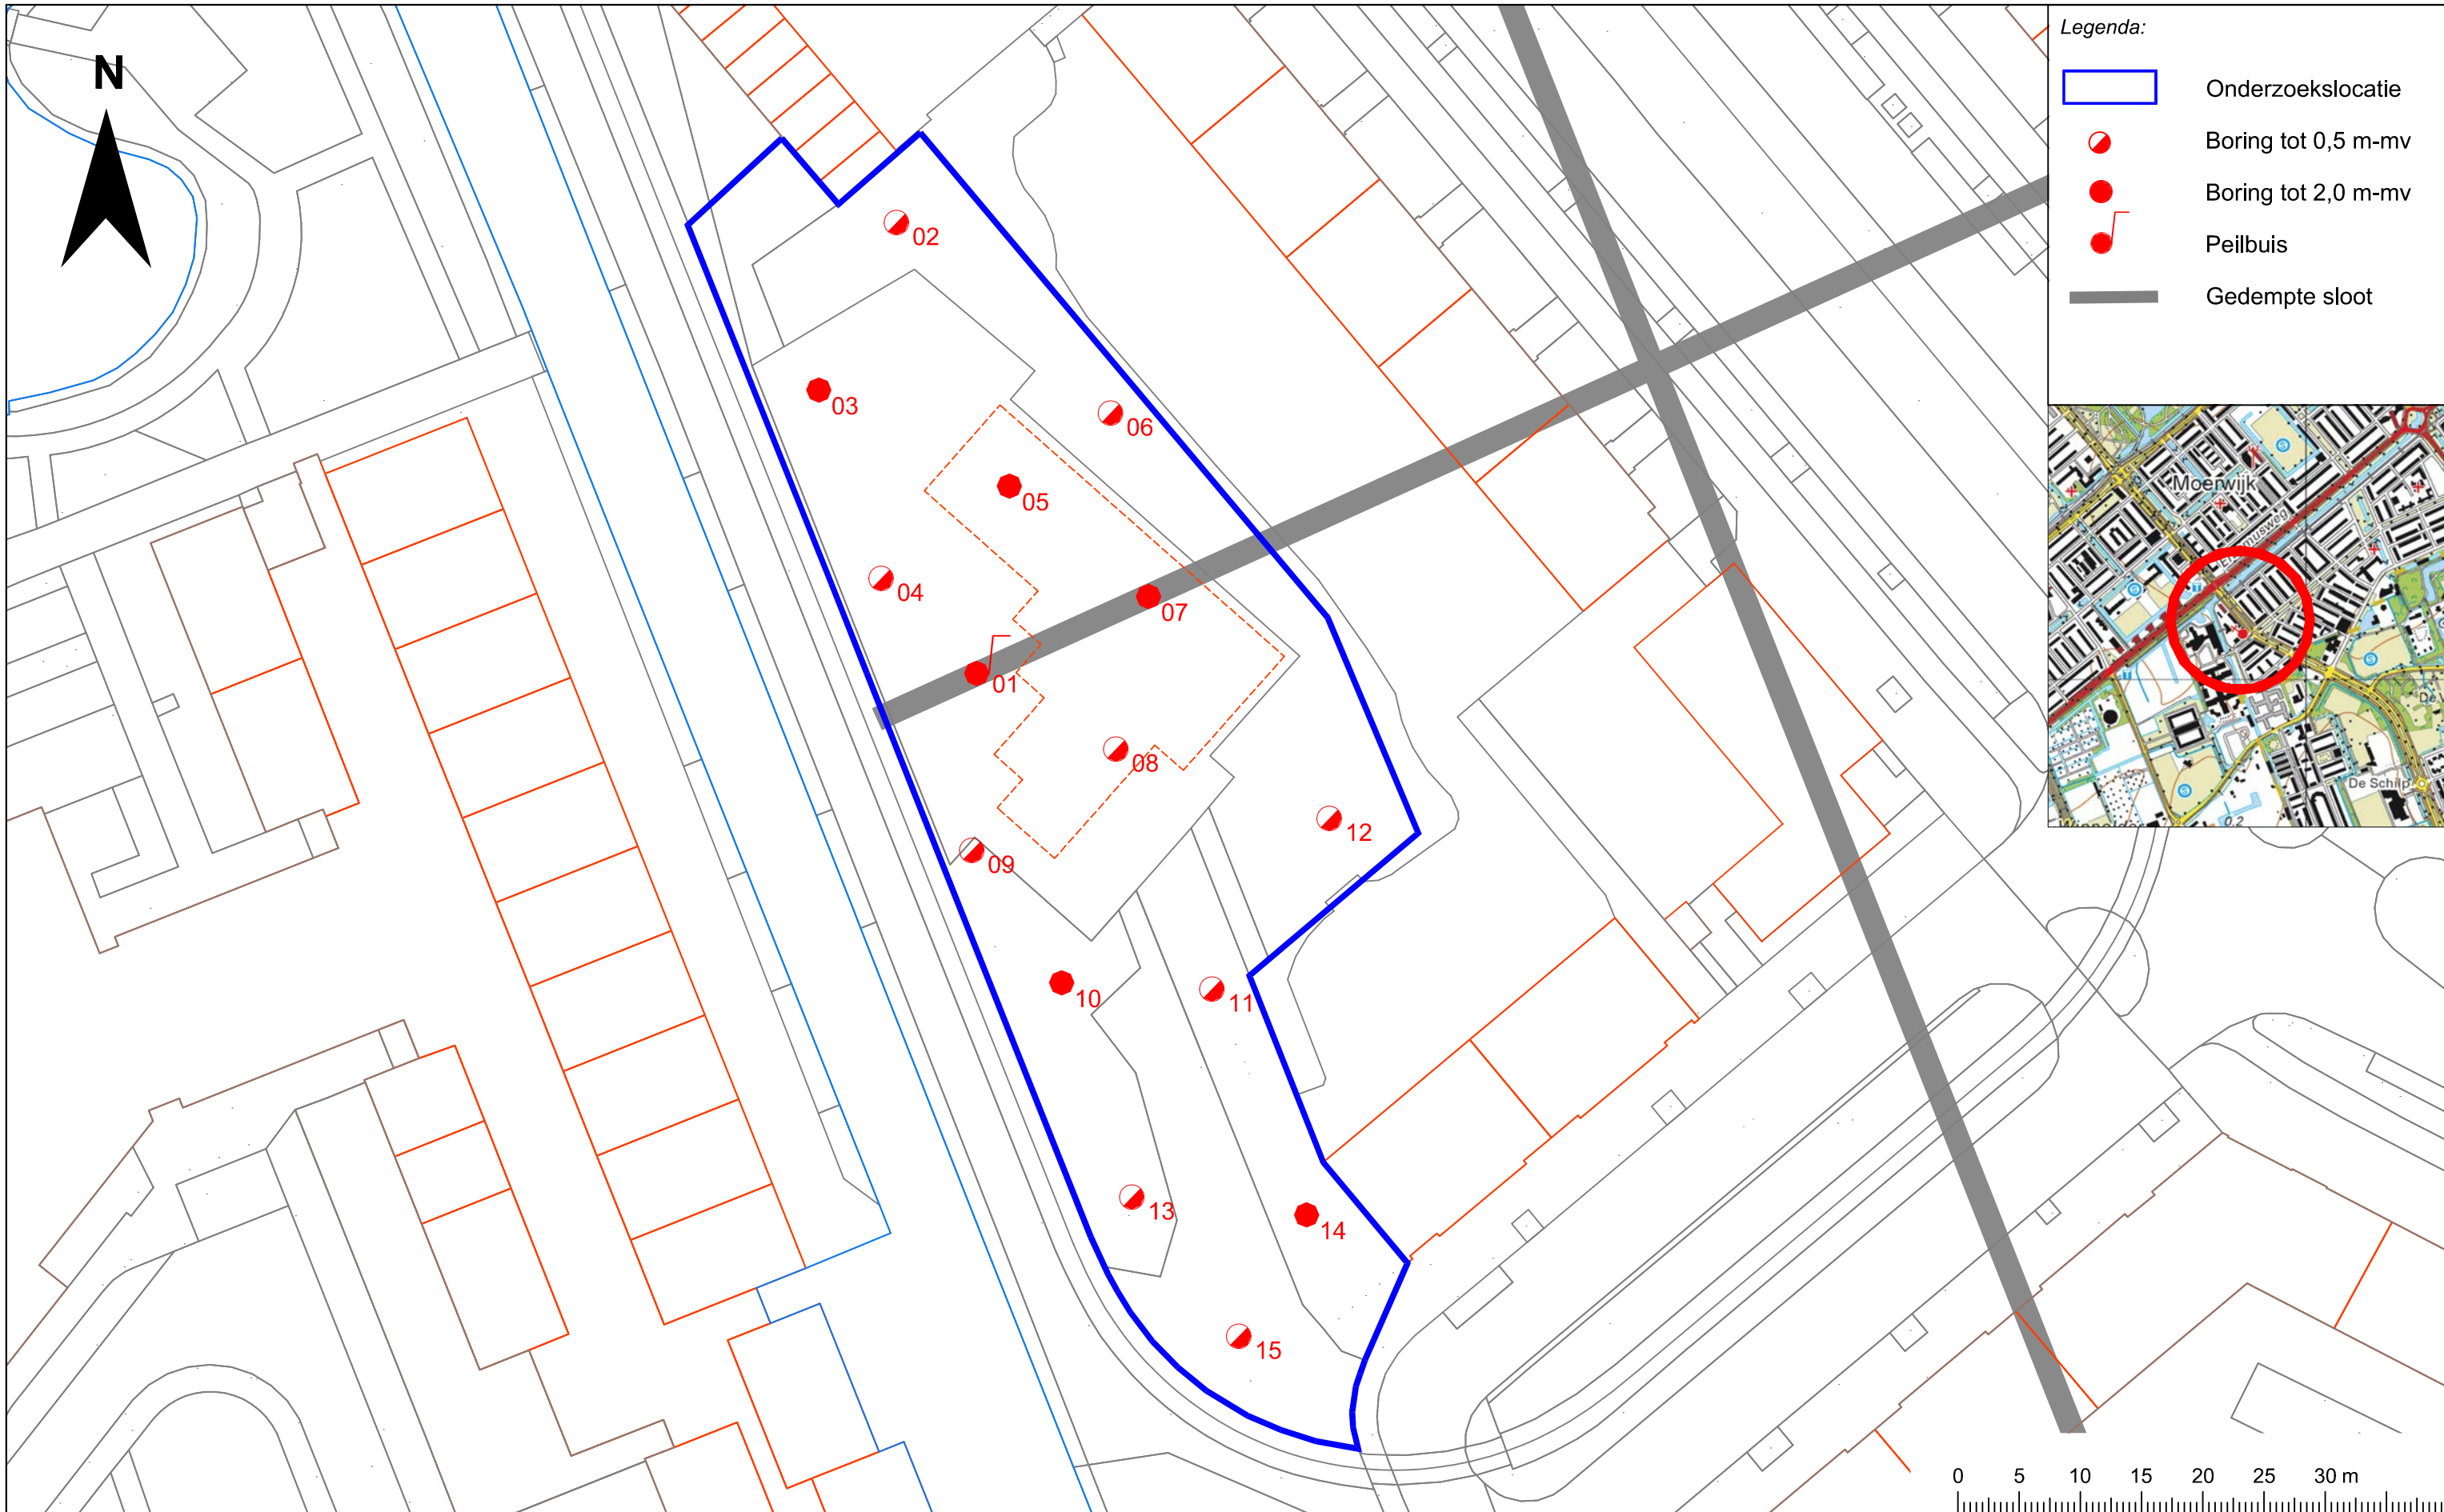 N
Legenda:
Onderzoekslocatie
Boring tot 0,5 m-mv
Boring tot 2,0 m-mv
Peilbuis
Gedempte sloot
02
03
06
05
04
07
01
08
12
09
10
11
13
14
15
Moerwijk
De Schilp
0.2
0 5 10 15 20 25 30 m